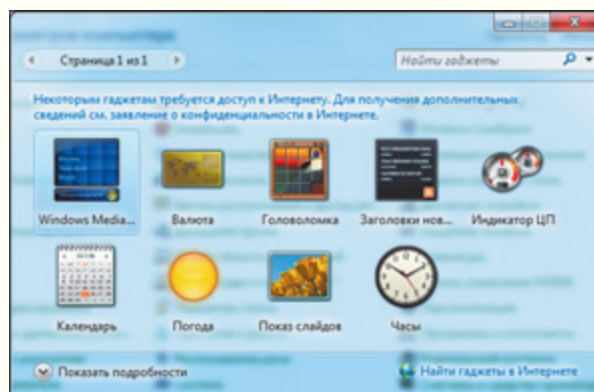 Страница 1 из 1
Найти гаджеты
Некоторым гаджетам требуется доступ к Интернету. Для получения дополнительных
сведений см. заявление о конфиденциальности в Интернете.
Windows Media...
Валюта
Головоломка
Заголовки нов...
Индикатор ЦП
Календарь
Погода
Показ слайдов
Часы
Показать подробности
Найти гаджеты в Интернете